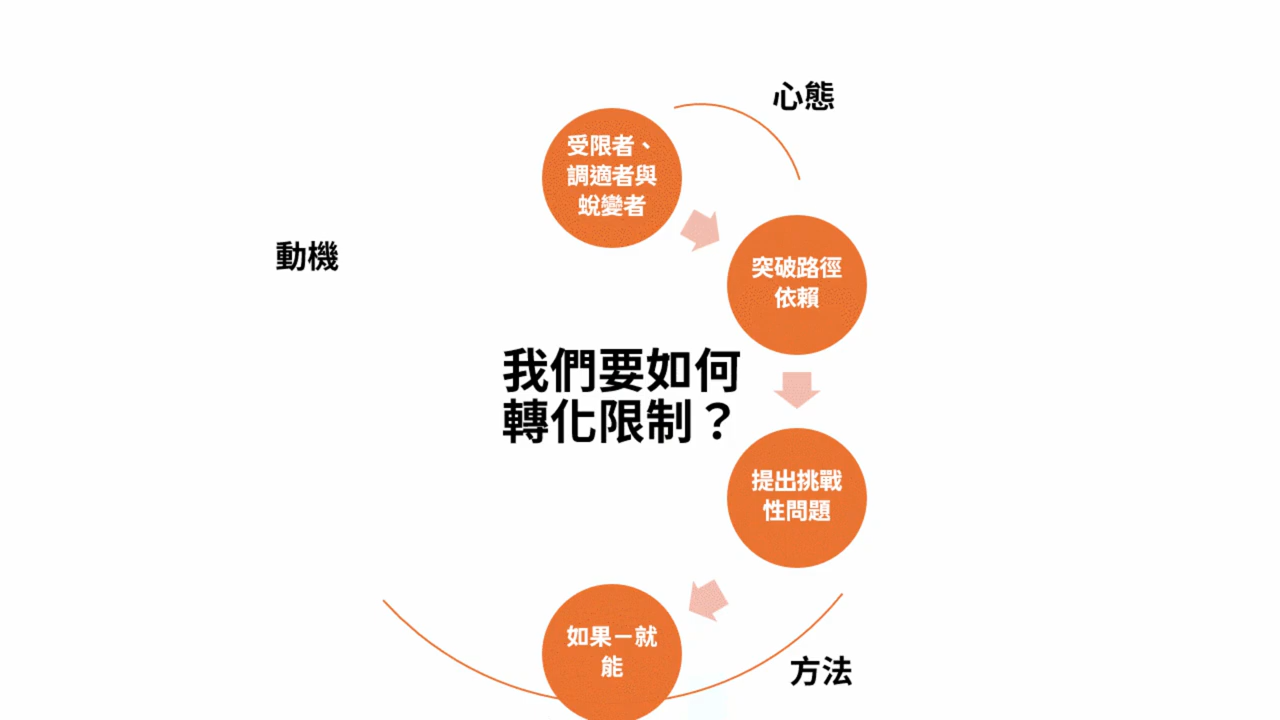 心態
受限者、
調適者與
蛻變者
動機
突破路徑
依賴
我們要如何
轉化限制？
提出挑戰
性問題
如果－就
能
方法